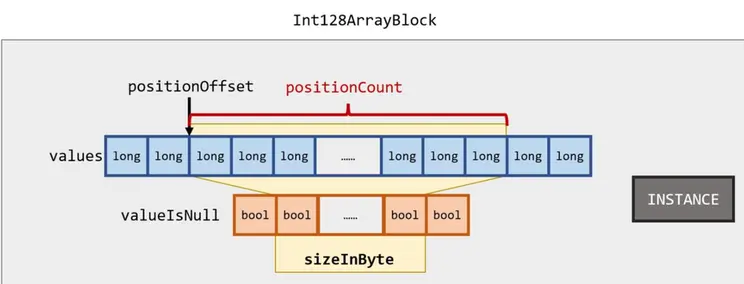 Int128ArrayBlock
positionOffset positionCount
values long long long long long …… long long long long long
valueIsNull bool bool …… bool bool
INSTANCE
sizeInByte